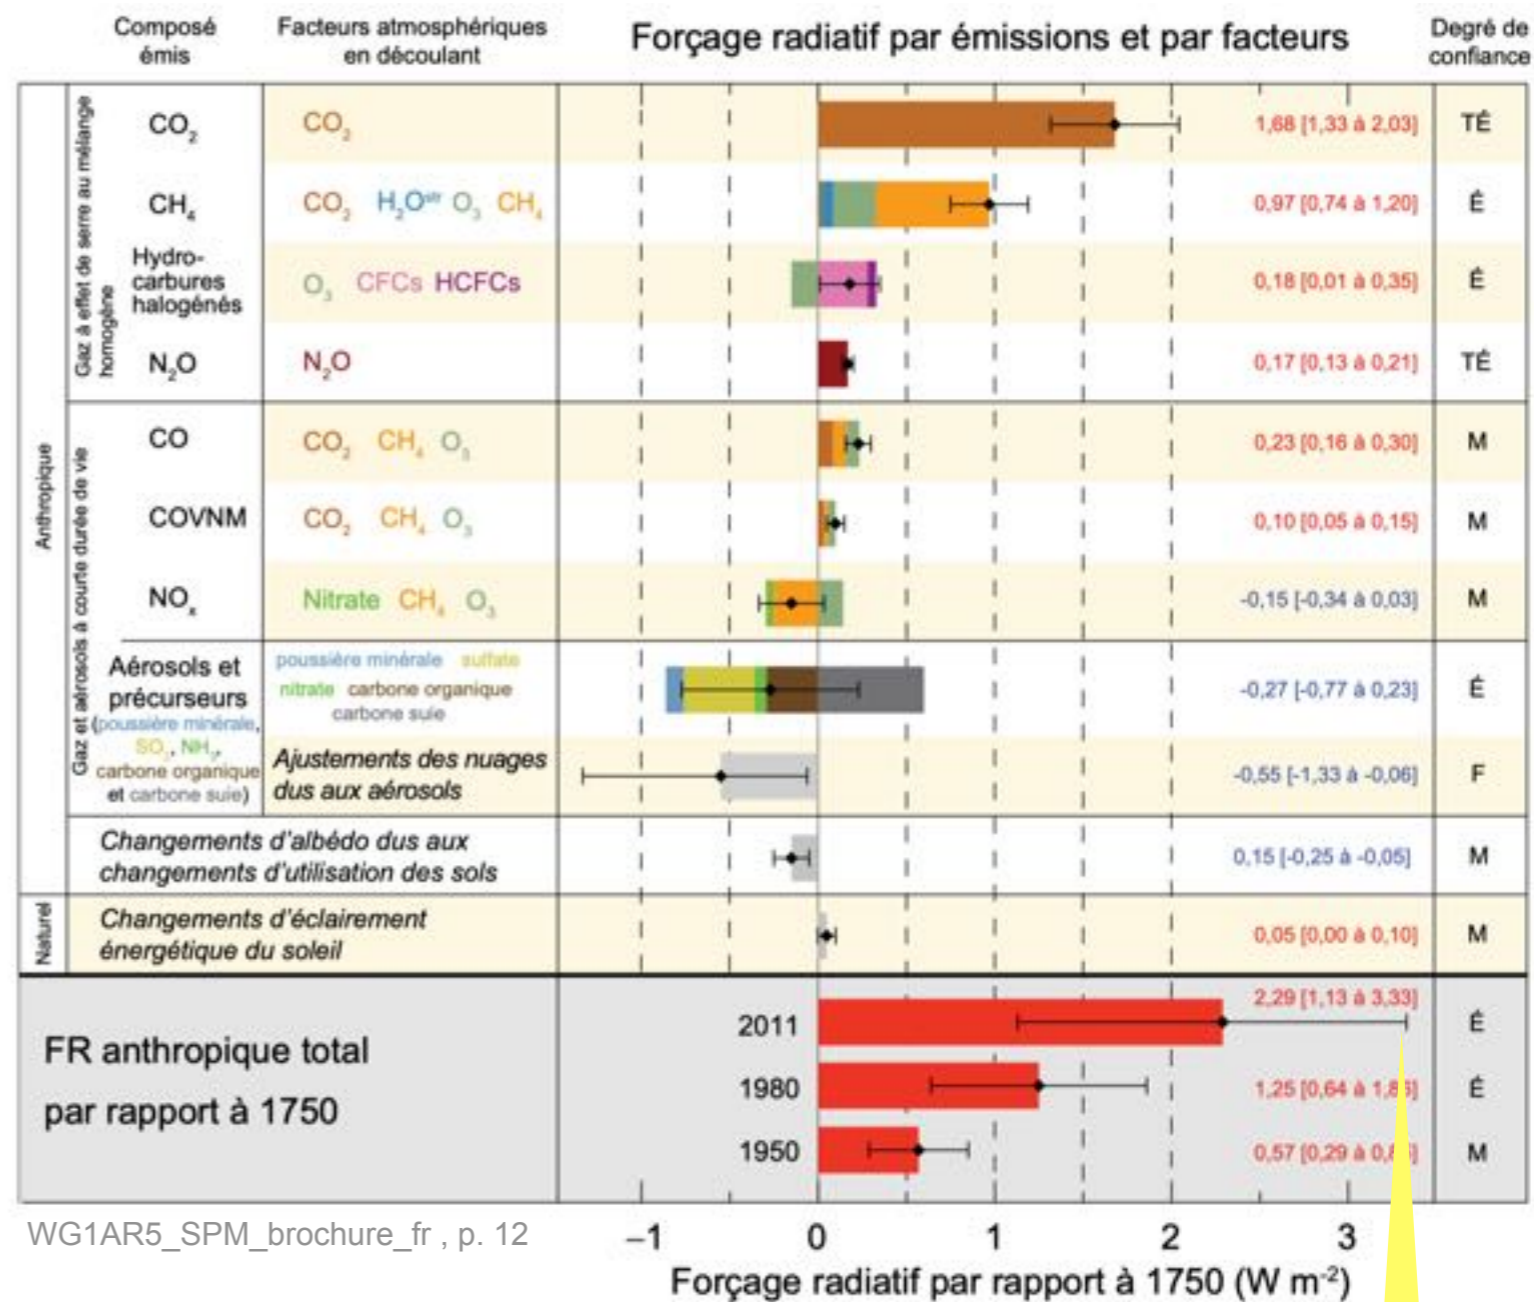 Composé
émis
Facteurs atmosphériques
en découlant
Forçage radiatif par émissions et par facteurs
Degré de
confiance
Anthropique
Gaz à effet de serre au mélange
homogène
CO₂
CO₂
1,68 [1,33 à 2,03]
TÉ
CH₄
CO₂ H₂Oˢᵗʳ O₃ CH₄
0,97 [0,74 à 1,20]
É
Hydro-
carbures
halogénés
O₃ CFCs HCFCs
0,18 [0,01 à 0,35]
É
N₂O
N₂O
0,17 [0,13 à 0,21]
TÉ
Gaz et aérosols à courte durée de vie
CO
CO₂ CH₄ O₃
0,23 [0,16 à 0,30]
M
COVNM
CO₂ CH₄ O₃
0,10 [0,05 à 0,15]
M
NOₓ
Nitrate CH₄ O₃
-0,15 [-0,34 à 0,03]
M
Aérosols et
précurseurs
(poussière minérale,
SO₂, NH₃,
carbone organique
et carbone suie)
poussière minérale sulfate
nitrate carbone organique
carbone suie
-0,27 [-0,77 à 0,23]
É
Ajustements des nuages
dus aux aérosols
-0,55 [-1,33 à -0,06]
F
Changements d'albédo dus aux
changements d'utilisation des sols
0,15 [-0,25 à -0,05]
M
Naturel
Changements d'éclairement
énergétique du soleil
0,05 [0,00 à 0,10]
M
FR anthropique total
par rapport à 1750
2011
2,29 [1,13 à 3,33]
É
1980
1,25 [0,64 à
É
1950
0,57 [0,29 à
M
WG1AR5_SPM_brochure_fr , p. 12
−1 0 1 2 3
Forçage radiatif par rapport à 1750 (W m⁻²)